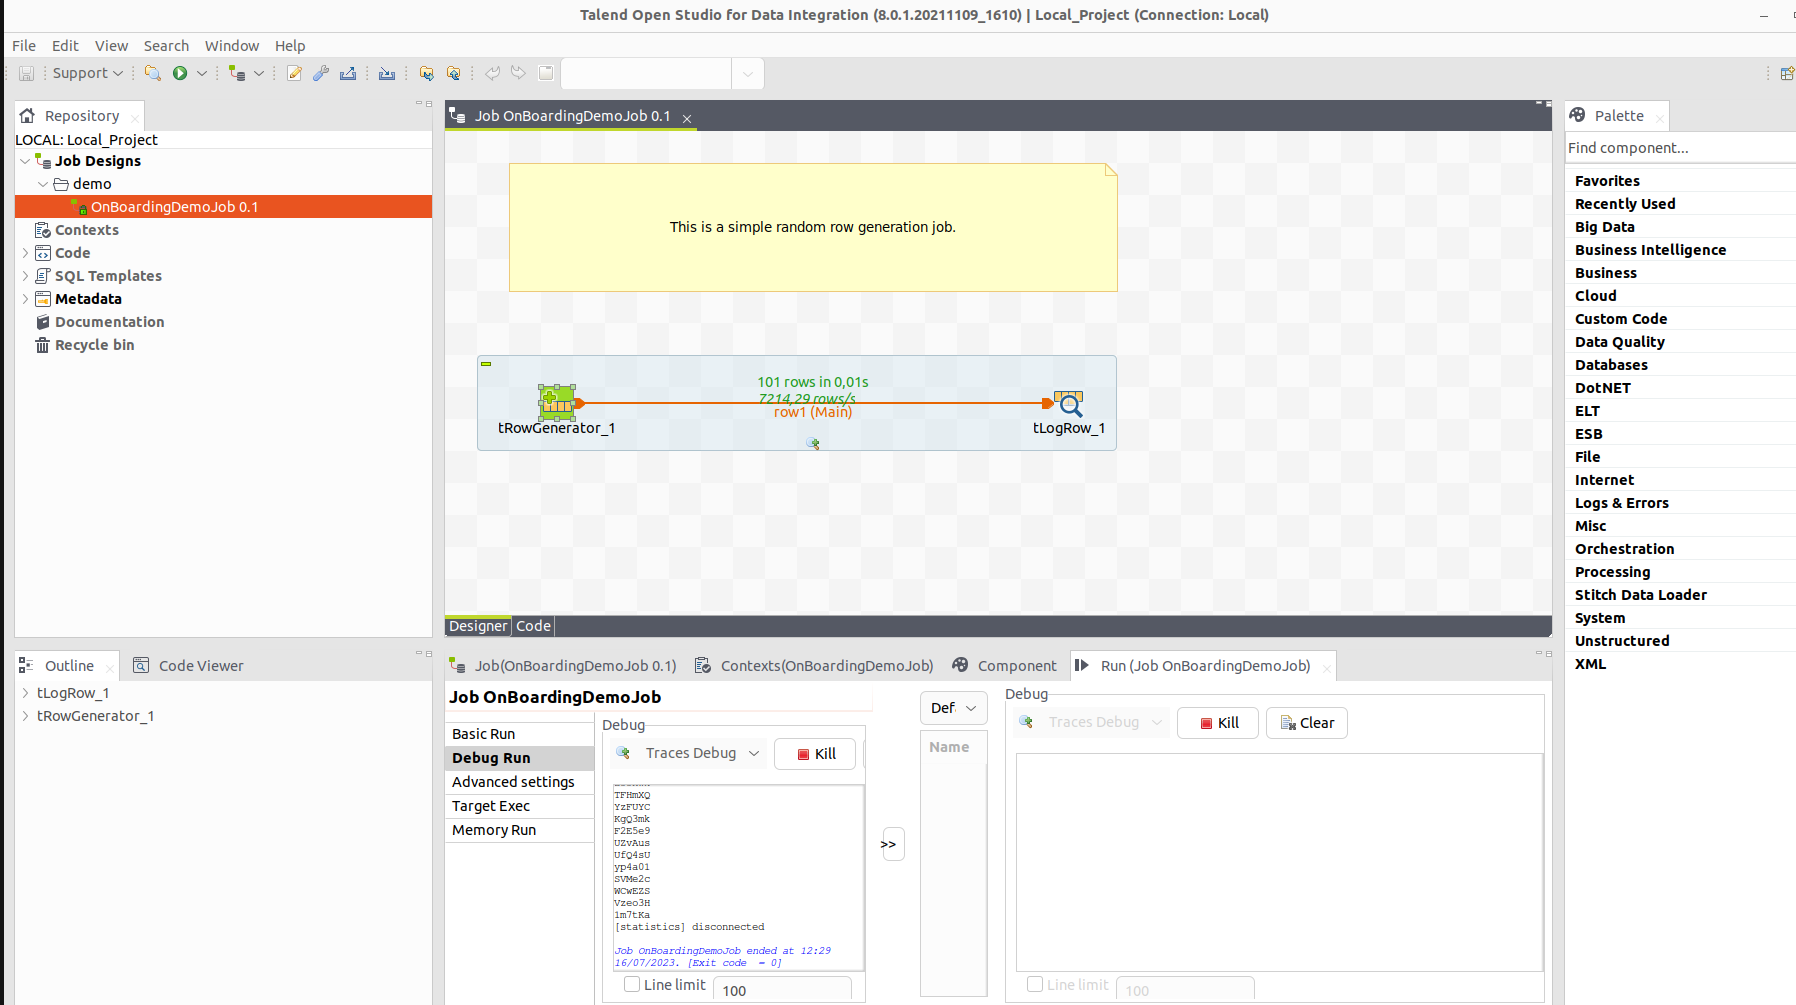 Talend Open Studio for Data Integration (8.0.1.20211109_1610) | Local_Project (Connection: Local)
File Edit View Search Window Help
Support
Repository
LOCAL: Local_Project
Job Designs
demo
OnBoardingDemoJob 0.1
Contexts
Code
SQL Templates
Metadata
Documentation
Recycle bin
Job OnBoardingDemoJob 0.1
This is a simple random row generation job.
101 rows in 0,01s
7214,29 rows/s
row1 (Main)
tRowGenerator_1
tLogRow_1
Designer Code
Palette
Find component...
Favorites
Recently Used
Big Data
Business Intelligence
Business
Cloud
Custom Code
Data Quality
Databases
DotNET
ELT
ESB
File
Internet
Logs & Errors
Misc
Orchestration
Processing
Stitch Data Loader
System
Unstructured
XML
Outline Code Viewer
tLogRow_1
tRowGenerator_1
Job(OnBoardingDemoJob 0.1) Contexts(OnBoardingDemoJob) Component Run (Job OnBoardingDemoJob)
Job OnBoardingDemoJob
Basic Run
Debug Run
Advanced settings
Target Exec
Memory Run
Debug
Traces Debug Kill
TFHmXQ
YzFUYC
KgQ3mk
F2E5e9
UZvAus
UfQ4sU
yp4a01
SVMe2c
WCwEZS
Vzeo3H
1m7tKa
[statistics] disconnected
Job OnBoardingDemoJob ended at 12:29
16/07/2023. [Exit code = 0]
Line limit 100
>>
Def
Name
Debug
Traces Debug Kill Clear
Line limit 100